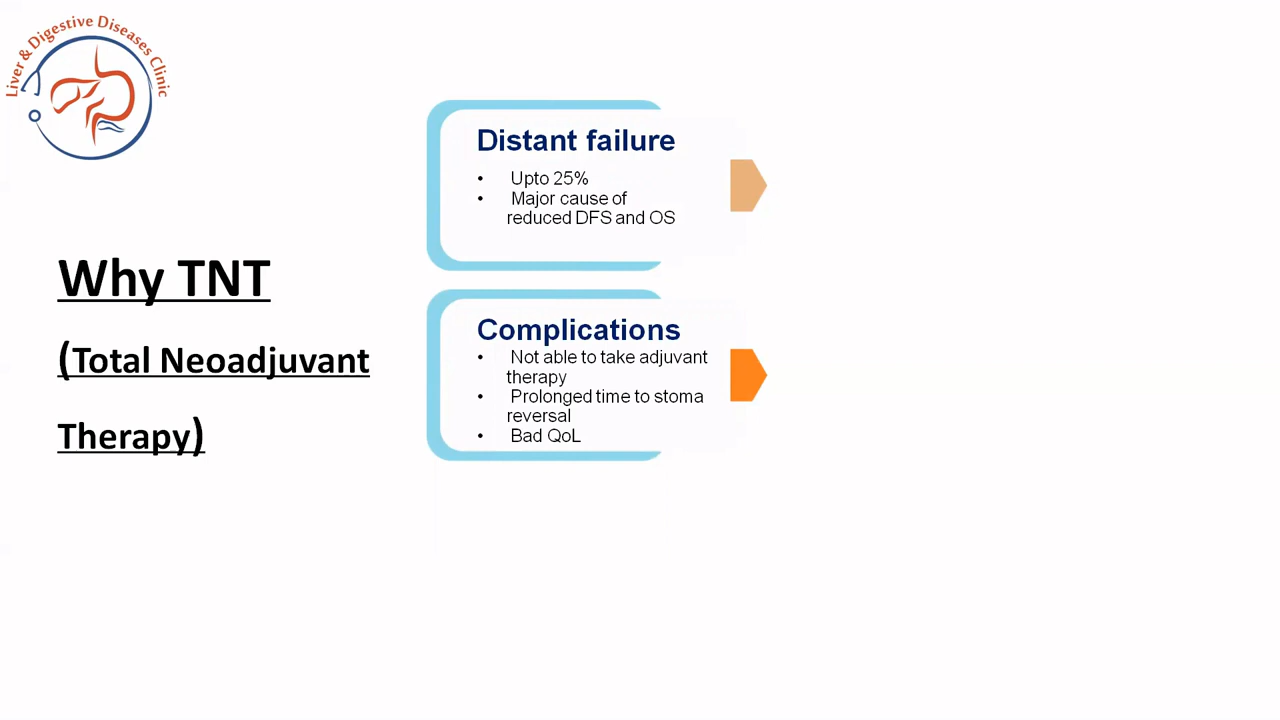 Liver & Digestive Diseases Clinic
Why TNT
(Total Neoadjuvant
Therapy)
Distant failure
• Upto 25%
• Major cause of
reduced DFS and OS
Complications
• Not able to take adjuvant
therapy
• Prolonged time to stoma
reversal
• Bad QoL